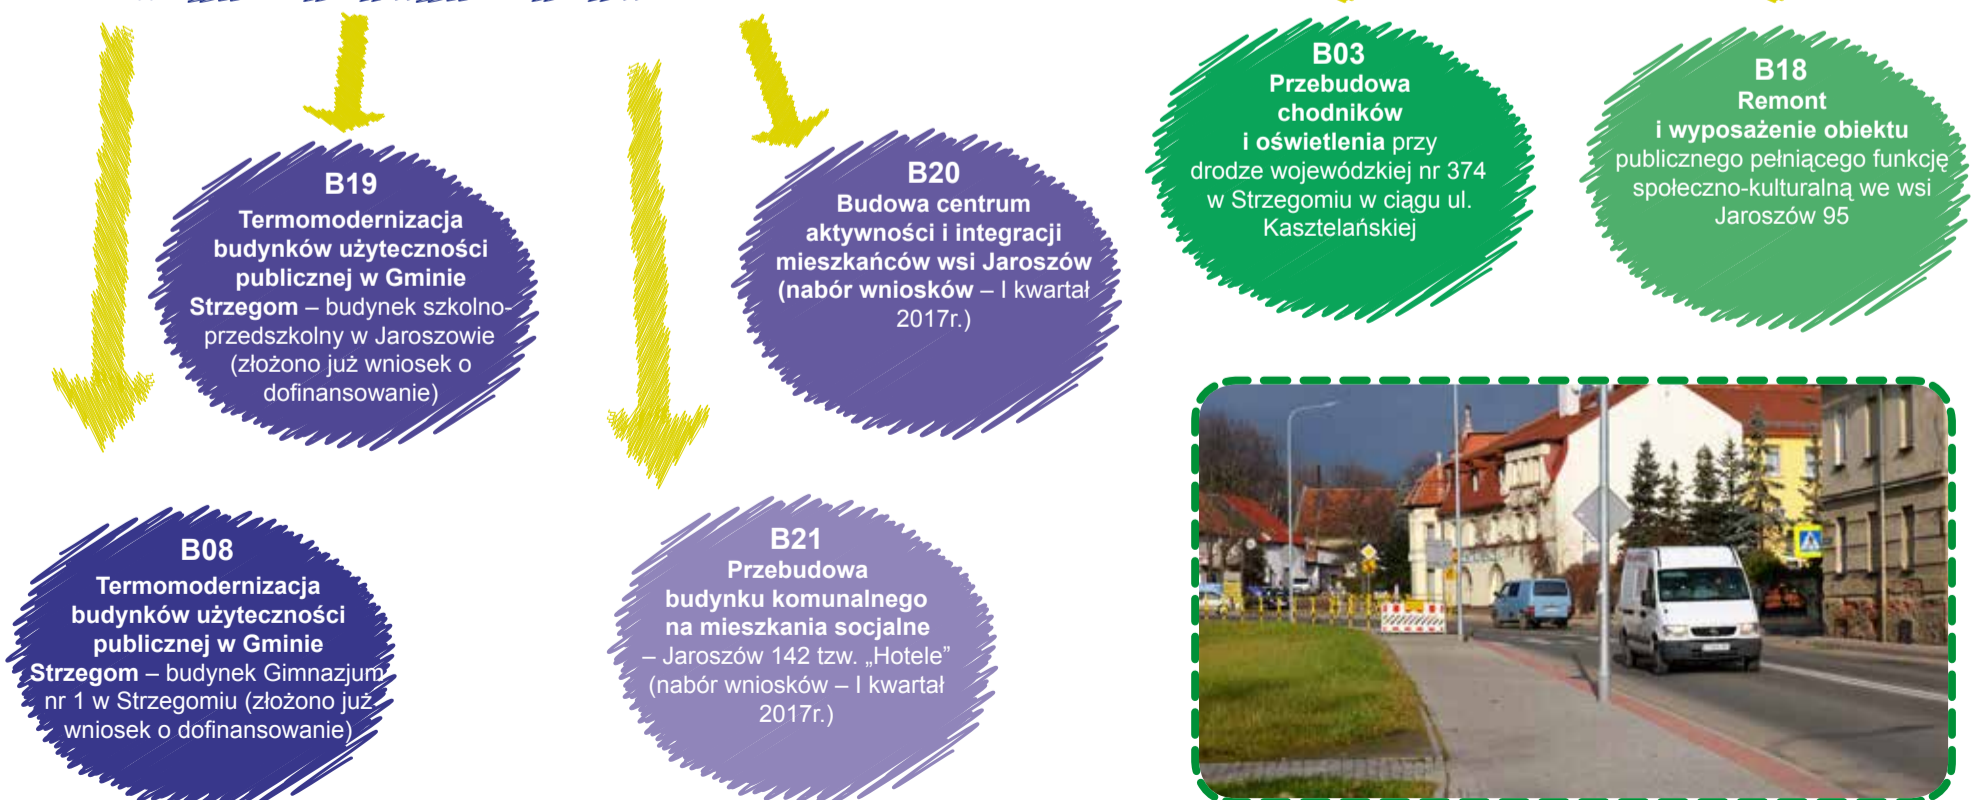 B19
Termomodernizacja
budynków użyteczności
publicznej w Gminie
Strzegom – budynek szkolno-
przedszkolny w Jaroszowie
(złożono już wniosek o
dofinansowanie)
B20
Budowa centrum
aktywności i integracji
mieszkańców wsi Jaroszów
(nabór wniosków – I kwartał
2017r.)
B03
Przebudowa
chodników
i oświetlenia przy
drodze wojewódzkiej nr 374
w Strzegomiu w ciągu ul.
Kasztelańskiej
B18
Remont
i wyposażenie obiektu
publicznego pełniącego funkcję
społeczno-kulturalną we wsi
Jaroszów 95
B08
Termomodernizacja
budynków użyteczności
publicznej w Gminie
Strzegom – budynek Gimnazjum
nr 1 w Strzegomiu (złożono już
wniosek o dofinansowanie)
B21
Przebudowa
budynku komunalnego
na mieszkania socjalne
– Jaroszów 142 tzw. „Hotele”
(nabór wniosków – I kwartał
2017r.)